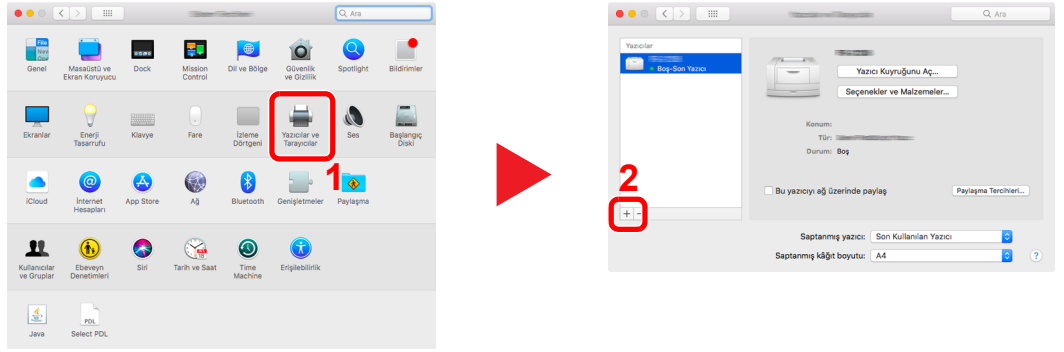 Ara
File
New
Open
Genel
Masaüstü ve
Ekran Koruyucu
Dock
Mission
Control
Dil ve Bölge
Güvenlik
ve Gizlilik
Spotlight
Bildirimler
Ekranlar
Enerji
Tasarrufu
Klavye
Fare
İzleme
Dörtgeni
Yazıcılar ve
Tarayıcılar
Ses
Başlangıç
Diski
1
iCloud
İnternet
Hesapları
App Store
Ağ
Bluetooth
Genişletmeler
Paylaşma
Kullanıcılar
ve Gruplar
Ebeveyn
Denetimleri
Siri
Tarih ve Saat
Time
Machine
Erişilebilirlik
PDL
Java
Select PDL
Ara
Yazıcılar
Boş-Son Yazıcı
Yazıcı Kuyruğunu Aç...
Seçenekler ve Malzemeler...
Konum:
Tür:
Durum: Boş
2
+ −
Bu yazıcıyı ağ üzerinde paylaş
Paylaşma Tercihleri...
Saptanmış yazıcı: Son Kullanılan Yazıcı
Saptanmış kâğıt boyutu: A4
?